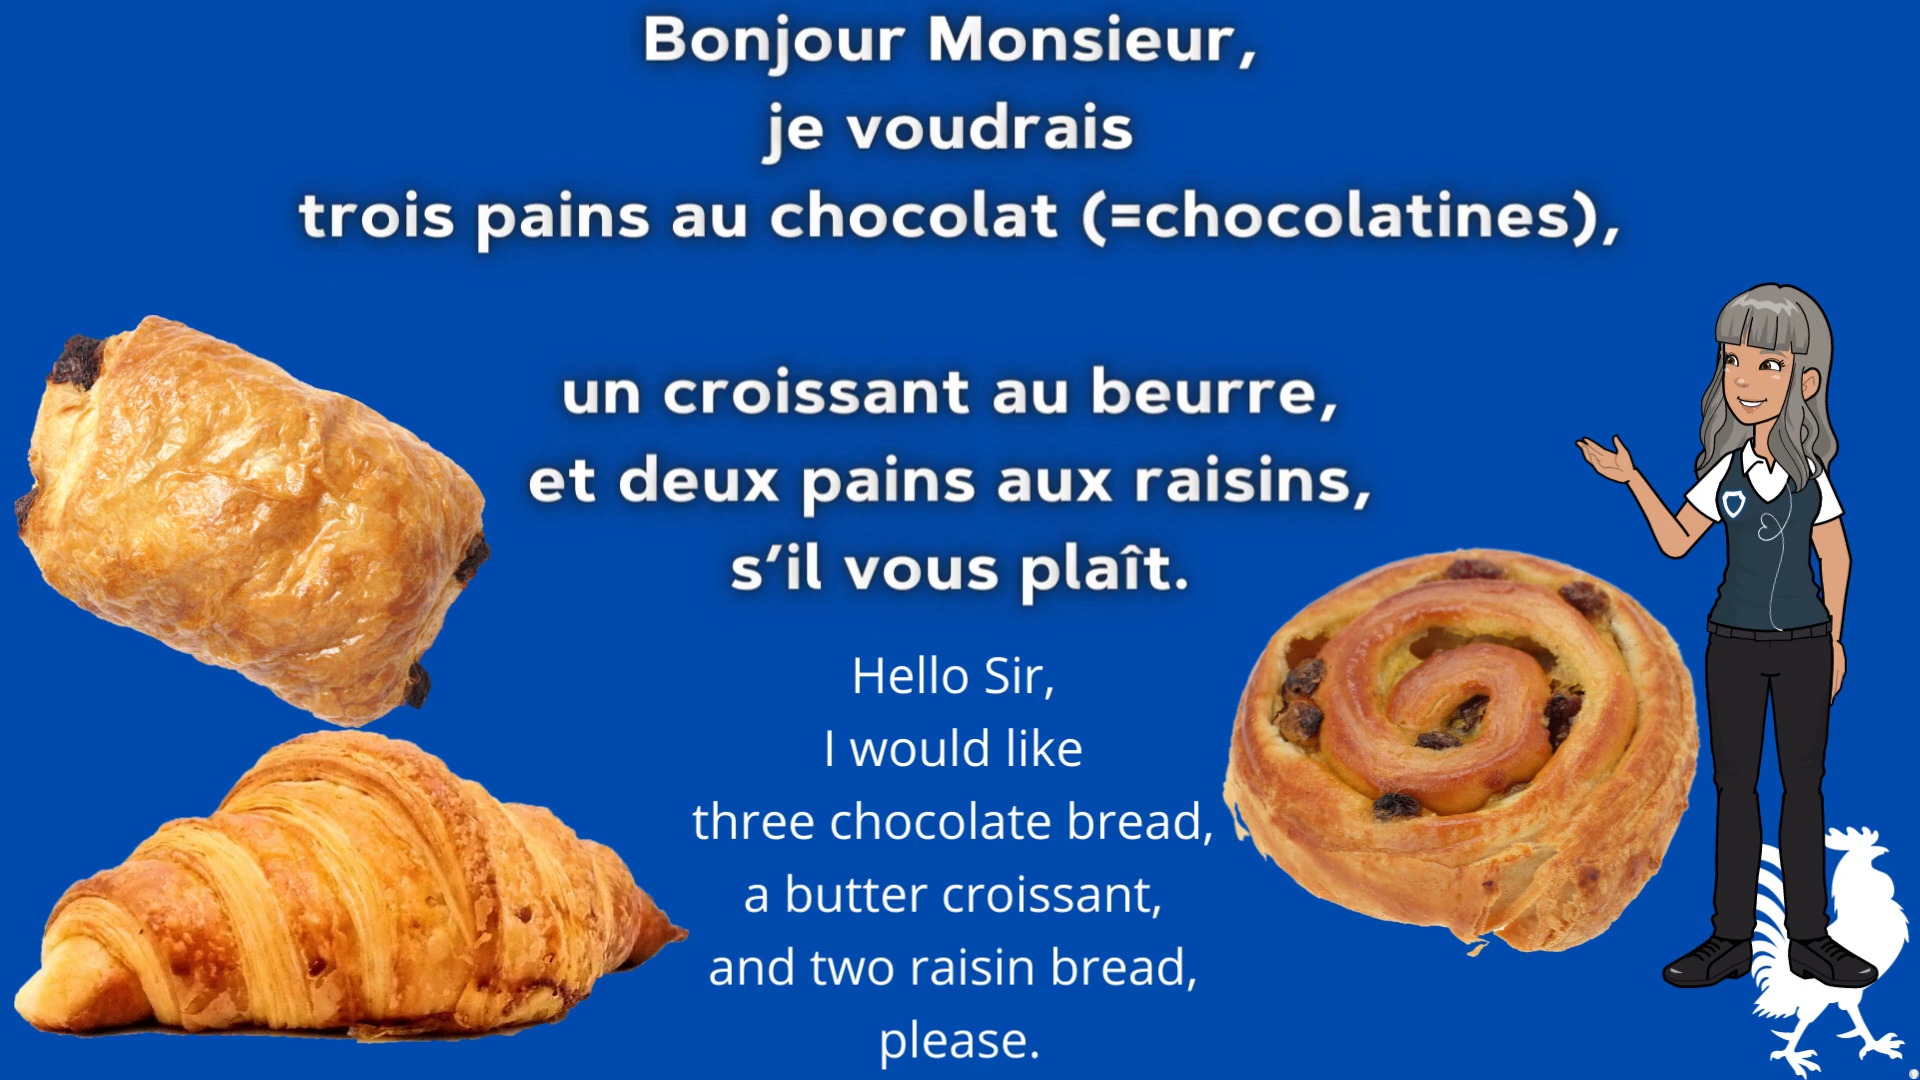 Bonjour Monsieur,
je voudrais
trois pains au chocolat (=chocolatines),
un croissant au beurre,
et deux pains aux raisins,
s’il vous plaît.
Hello Sir,
I would like
three chocolate bread,
a butter croissant,
and two raisin bread,
please.